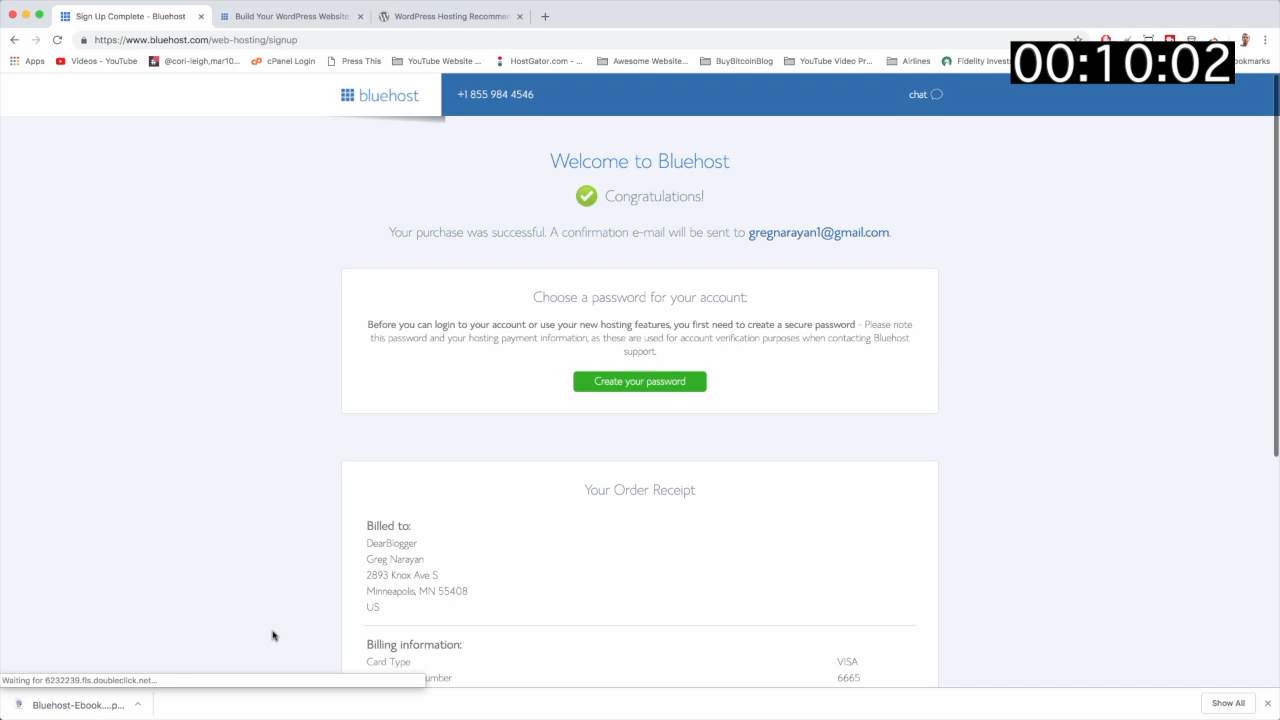 Sign Up Complete - Bluehost
Build Your WordPress Website
WordPress Hosting Recommen
https://www.bluehost.com/web-hosting/signup
00:10:02
Apps
Videos - YouTube
@cori-leigh_mar10...
cPanel Login
Press This
YouTube Website ...
HostGator.com - ...
Awesome Website...
BuyBitcoinBlog
YouTube Video Pr...
Airlines
Fidelity Invest
okmarks
bluehost
+1 855 984 4546
chat
Welcome to Bluehost
Congratulations!
Your purchase was successful. A confirmation e-mail will be sent to gregnarayan1@gmail.com.
Choose a password for your account:
Before you can login to your account or use your new hosting features, you first need to create a secure password - Please note
this password and your hosting payment information, as these are used for account verification purposes when contacting Bluehost
support.
Create your password
Your Order Receipt
Billed to:
DearBlogger
Greg Narayan
2893 Knox Ave S
Minneapolis, MN 55408
US
Billing information:
Card Type VISA
umber 6665
Waiting for 6232239.fls.doubleclick.net...
Bluehost-Ebook....p...
Show All